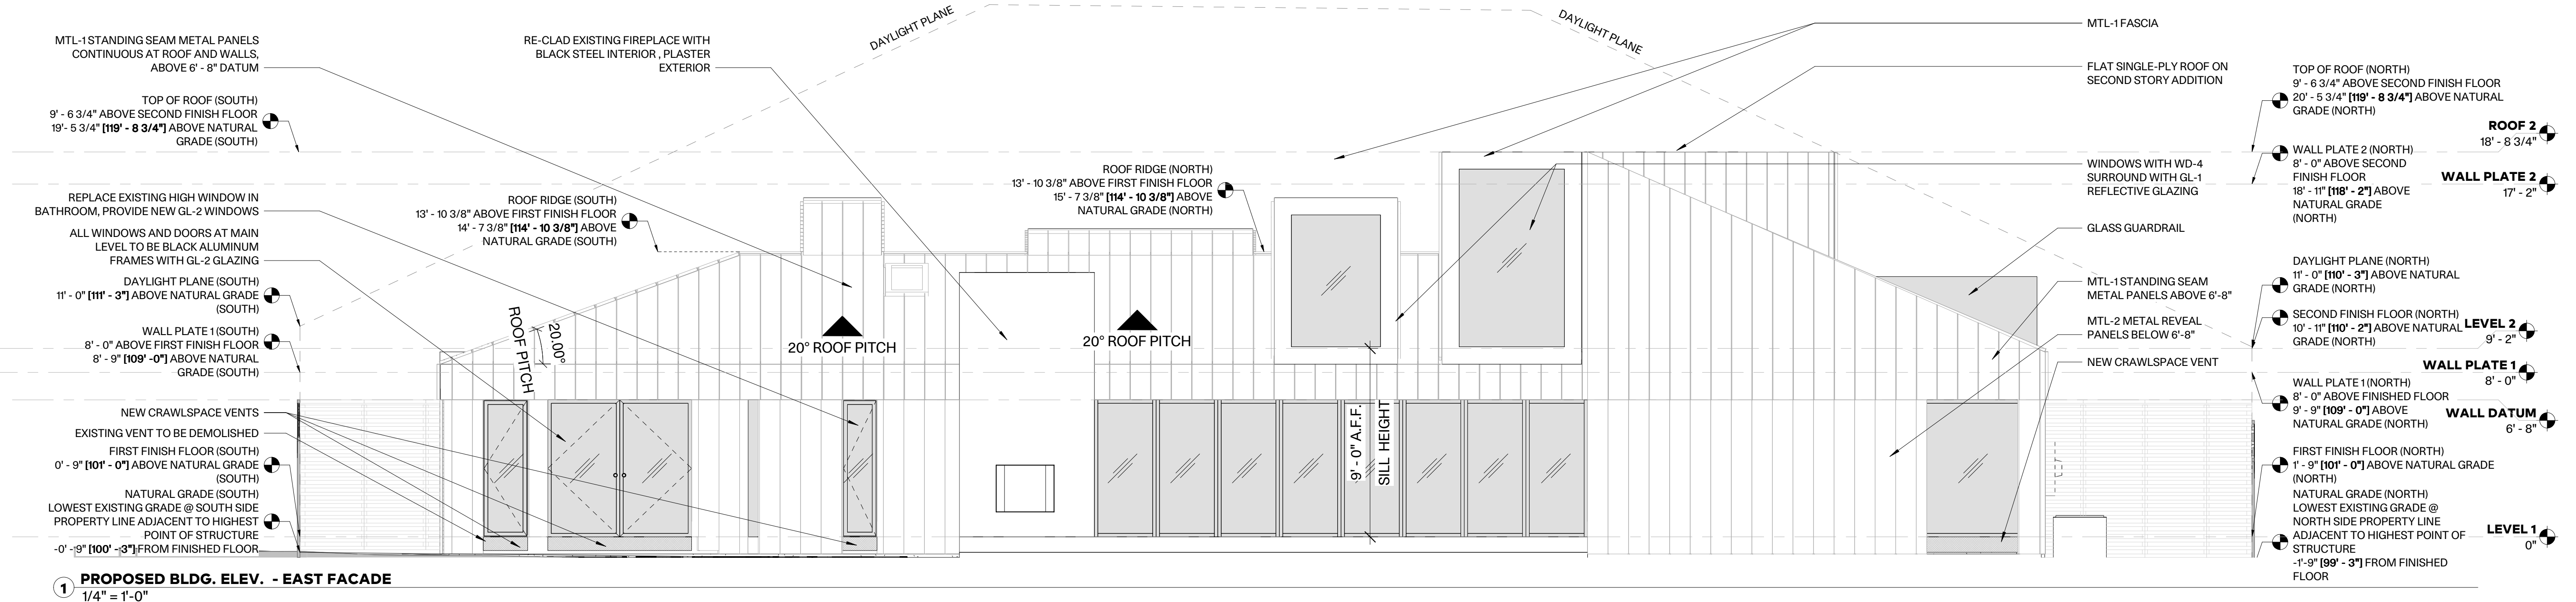 MTL-1 STANDING SEAM METAL PANELS
CONTINUOUS AT ROOF AND WALLS,
ABOVE 6' - 8" DATUM
TOP OF ROOF (SOUTH)
9' - 6 3/4" ABOVE SECOND FINISH FLOOR
19'- 5 3/4" [119' - 8 3/4"] ABOVE NATURAL
GRADE (SOUTH)
REPLACE EXISTING HIGH WINDOW IN
BATHROOM, PROVIDE NEW GL-2 WINDOWS
ALL WINDOWS AND DOORS AT MAIN
LEVEL TO BE BLACK ALUMINUM
FRAMES WITH GL-2 GLAZING
DAYLIGHT PLANE (SOUTH)
11' - 0" [111' - 3"] ABOVE NATURAL GRADE
(SOUTH)
WALL PLATE 1 (SOUTH)
8' - 0" ABOVE FIRST FINISH FLOOR
8' - 9" [109' -0"] ABOVE NATURAL
GRADE (SOUTH)
NEW CRAWLSPACE VENTS
EXISTING VENT TO BE DEMOLISHED
FIRST FINISH FLOOR (SOUTH)
0' - 9" [101' - 0"] ABOVE NATURAL GRADE
(SOUTH)
NATURAL GRADE (SOUTH)
LOWEST EXISTING GRADE @ SOUTH SIDE
PROPERTY LINE ADJACENT TO HIGHEST
POINT OF STRUCTURE
-0' - 9" [100' - 3"] FROM FINISHED FLOOR
RE-CLAD EXISTING FIREPLACE WITH
BLACK STEEL INTERIOR , PLASTER
EXTERIOR
DAYLIGHT PLANE
DAYLIGHT PLANE
ROOF RIDGE (SOUTH)
13' - 10 3/8" ABOVE FIRST FINISH FLOOR
14' - 7 3/8" [114' - 10 3/8"] ABOVE
NATURAL GRADE (SOUTH)
ROOF RIDGE (NORTH)
13' - 10 3/8" ABOVE FIRST FINISH FLOOR
15' - 7 3/8" [114' - 10 3/8"] ABOVE
NATURAL GRADE (NORTH)
20.00°
ROOF PITCH
20° ROOF PITCH
20° ROOF PITCH
9' - 0" A.F.F.
SILL HEIGHT
MTL-1 FASCIA
FLAT SINGLE-PLY ROOF ON
SECOND STORY ADDITION
WINDOWS WITH WD-4
SURROUND WITH GL-1
REFLECTIVE GLAZING
GLASS GUARDRAIL
MTL-1 STANDING SEAM
METAL PANELS ABOVE 6'-8"
MTL-2 METAL REVEAL
PANELS BELOW 6'-8"
NEW CRAWLSPACE VENT
TOP OF ROOF (NORTH)
9' - 6 3/4" ABOVE SECOND FINISH FLOOR
20' - 5 3/4" [119' - 8 3/4"] ABOVE NATURAL
GRADE (NORTH)
WALL PLATE 2 (NORTH)
8' - 0" ABOVE SECOND
FINISH FLOOR
18' - 11" [118' - 2"] ABOVE
NATURAL GRADE
(NORTH)
DAYLIGHT PLANE (NORTH)
11' - 0" [110' - 3"] ABOVE NATURAL
GRADE (NORTH)
SECOND FINISH FLOOR (NORTH)
10' - 11" [110' - 2"] ABOVE NATURAL
GRADE (NORTH)
WALL PLATE 1 (NORTH)
8' - 0" ABOVE FINISHED FLOOR
9' - 9" [109' - 0"] ABOVE
NATURAL GRADE (NORTH)
FIRST FINISH FLOOR (NORTH)
1' - 9" [101' - 0"] ABOVE NATURAL GRADE
(NORTH)
NATURAL GRADE (NORTH)
LOWEST EXISTING GRADE @
NORTH SIDE PROPERTY LINE
ADJACENT TO HIGHEST POINT OF
STRUCTURE
-1'-9" [99' - 3"] FROM FINISHED
FLOOR
ROOF 2
18' - 8 3/4"
WALL PLATE 2
17' - 2"
LEVEL 2
9' - 2"
WALL PLATE 1
8' - 0"
WALL DATUM
6' - 8"
LEVEL 1
0"
1
PROPOSED BLDG. ELEV. - EAST FACADE
1/4" = 1'-0"